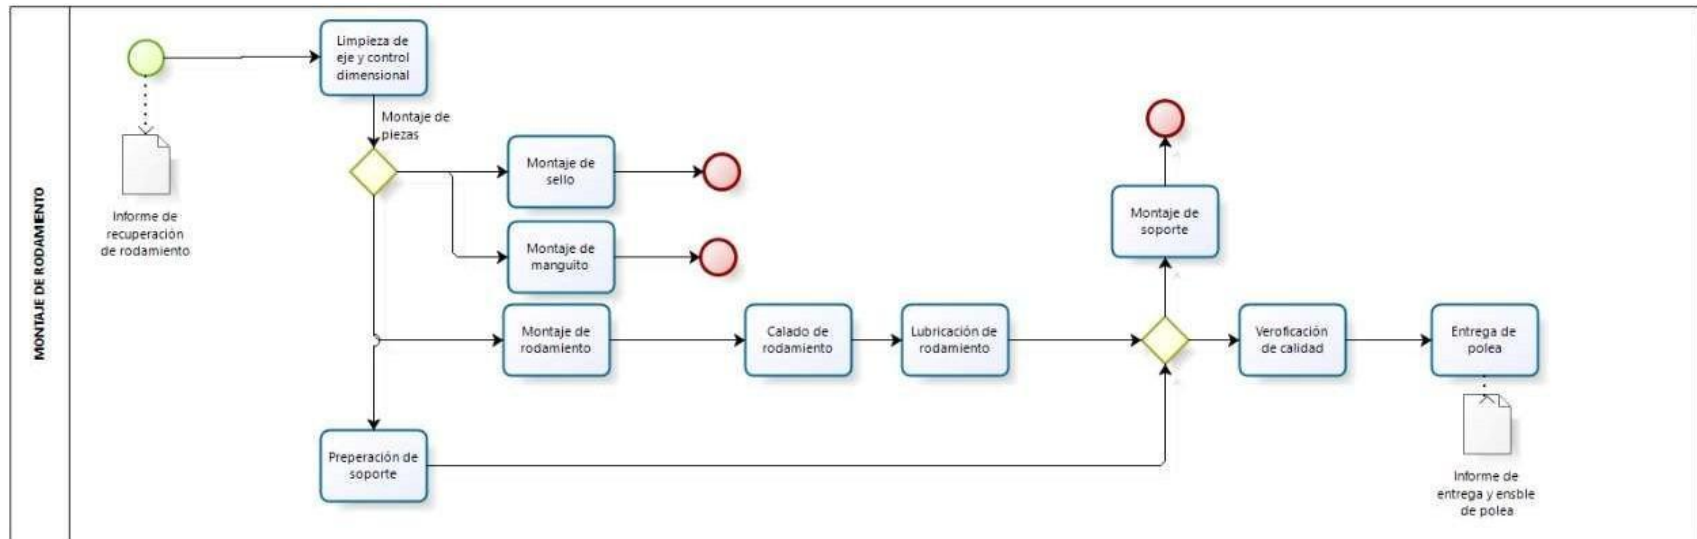 MONTAJE DE RODAMIENTO
Limpieza de
eje y control
dimensional
Montaje de
piezas
Informe de
recuperación
de rodamiento
Montaje de
sello
Montaje de
manguito
Montaje de
rodamiento
Calado de
rodamiento
Lubricación de
rodamiento
Montaje de
soporte
Veroficación
de calidad
Entrega de
polea
Preperación de
soporte
Informe de
entrega y ensble
de polea